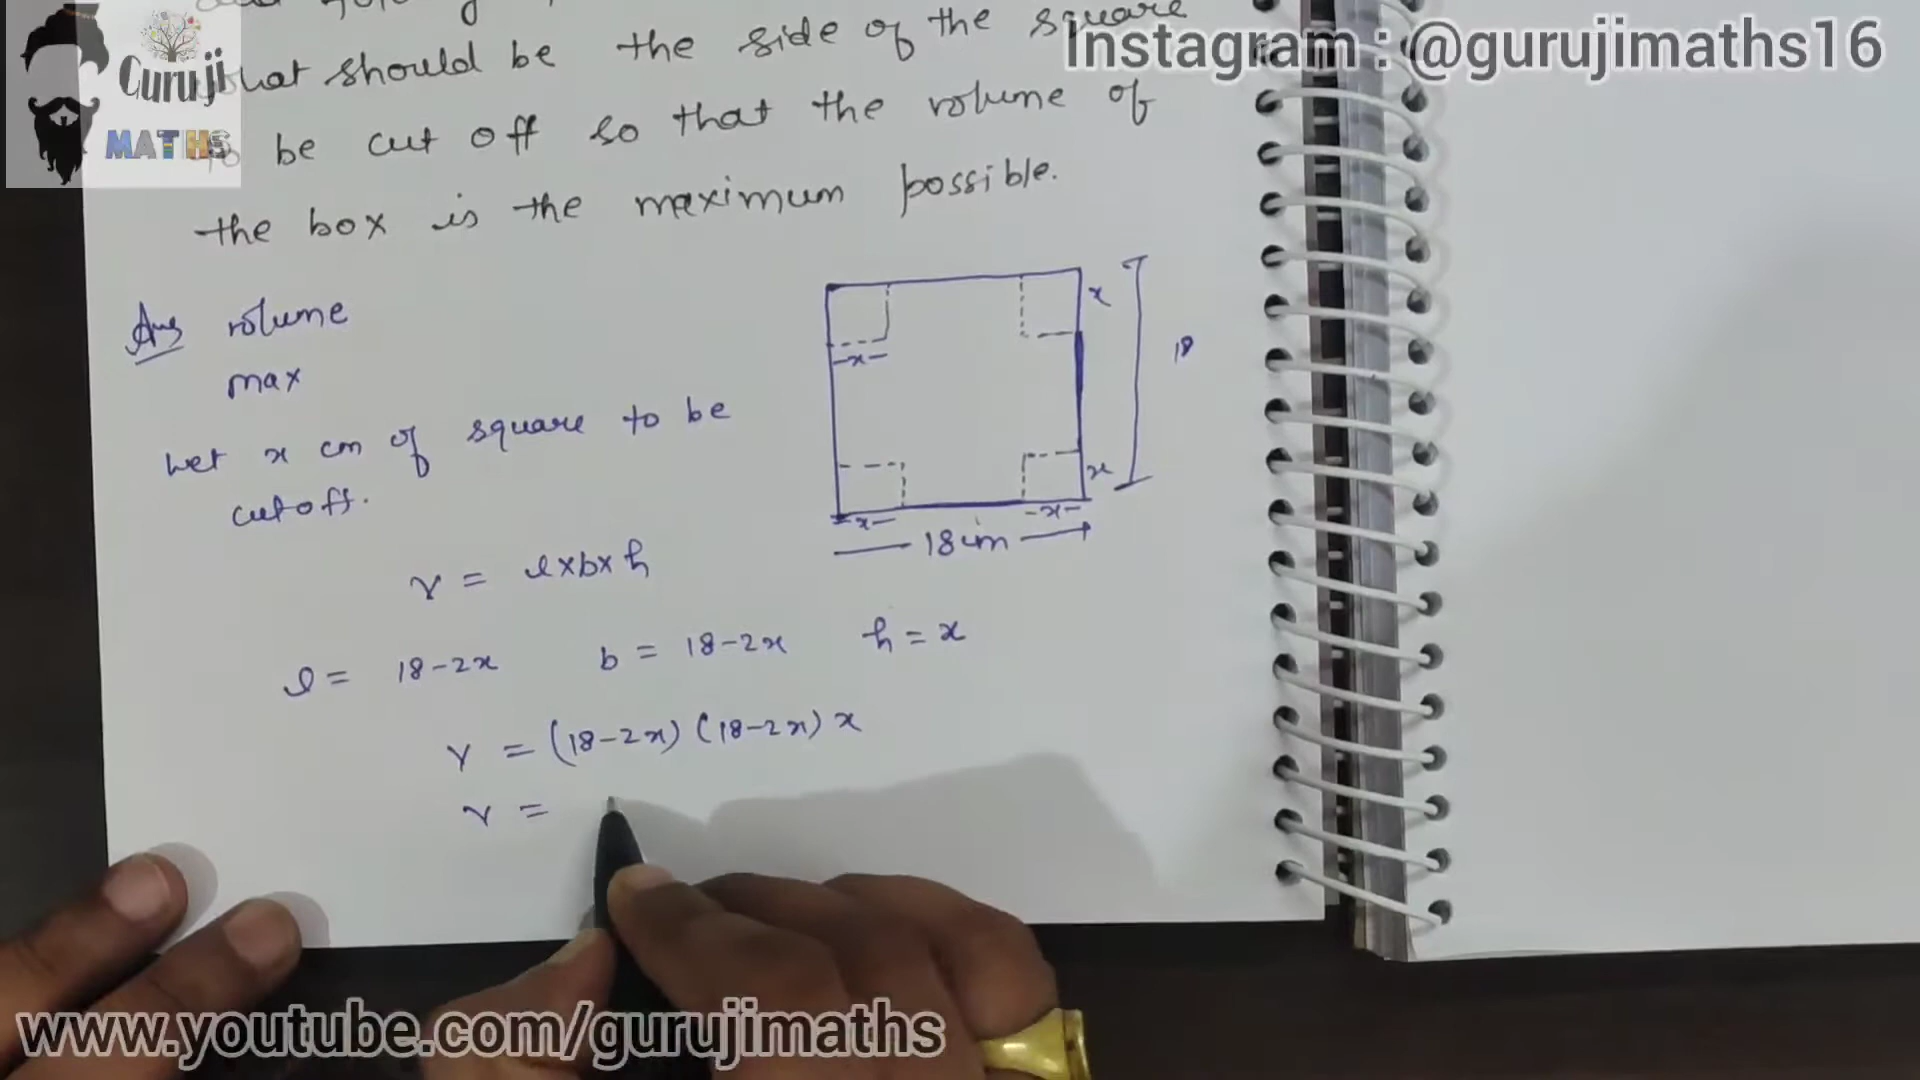 Instagram : @gurujimaths16
Guruji
MATHS
what should be the side of the square
to be cut off so that the volume of
the box is the maximum possible.
Ans volume
max
Let x cm of square to be
cutoff.
V = l×b×h
l = 18-2x b = 18-2x h = x
V = (18-2x) (18-2x) x
V =
x
x
18
x
x
x
18 cm
www.youtube.com/gurujimaths